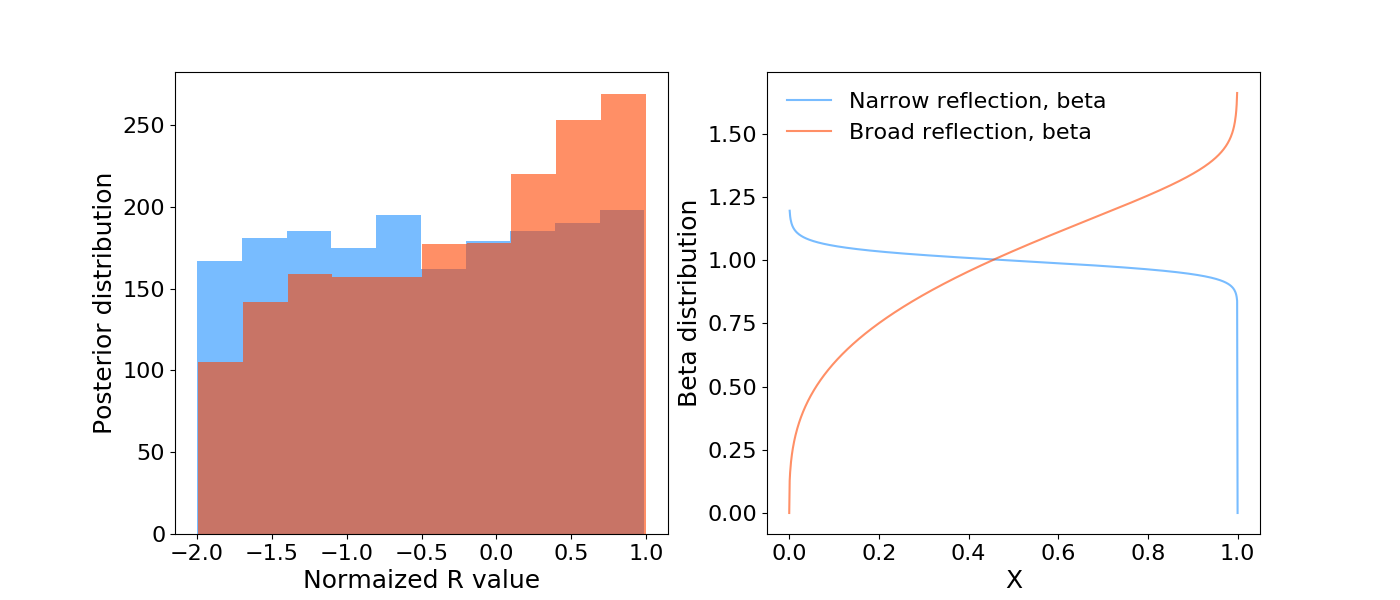 Posterior distribution
250
200
150
100
50
0
−2.0 −1.5 −1.0 −0.5 0.0 0.5 1.0
Normaized R value
Beta distribution
1.50
1.25
1.00
0.75
0.50
0.25
0.00
Narrow reflection, beta
Broad reflection, beta
0.0 0.2 0.4 0.6 0.8 1.0
X